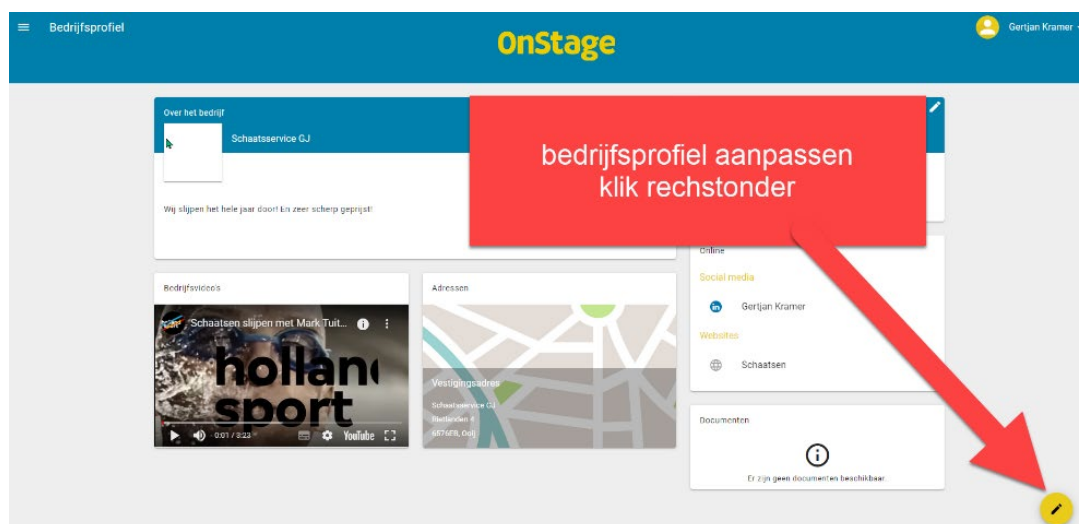 Bedrijfsprofiel
OnStage
Gertjan Kramer
Over het bedrijf
Schaatsservice GJ
bedrijfsprofiel aanpassen
klik rechstonder
Wij slijpen het hele jaar door! En zeer scherp geprijst!
Bedrijfsvideo's
Schaatsen slijpen met Mark Tuit...
holland
sport
0:01 / 3:23
YouTube
Adressen
Vestigingsadres
Schaatsservice GJ
6576EB, Ooij
Online
Social media
Gertjan Kramer
Websites
Schaatsen
Documenten
Er zijn geen documenten beschikbaar.